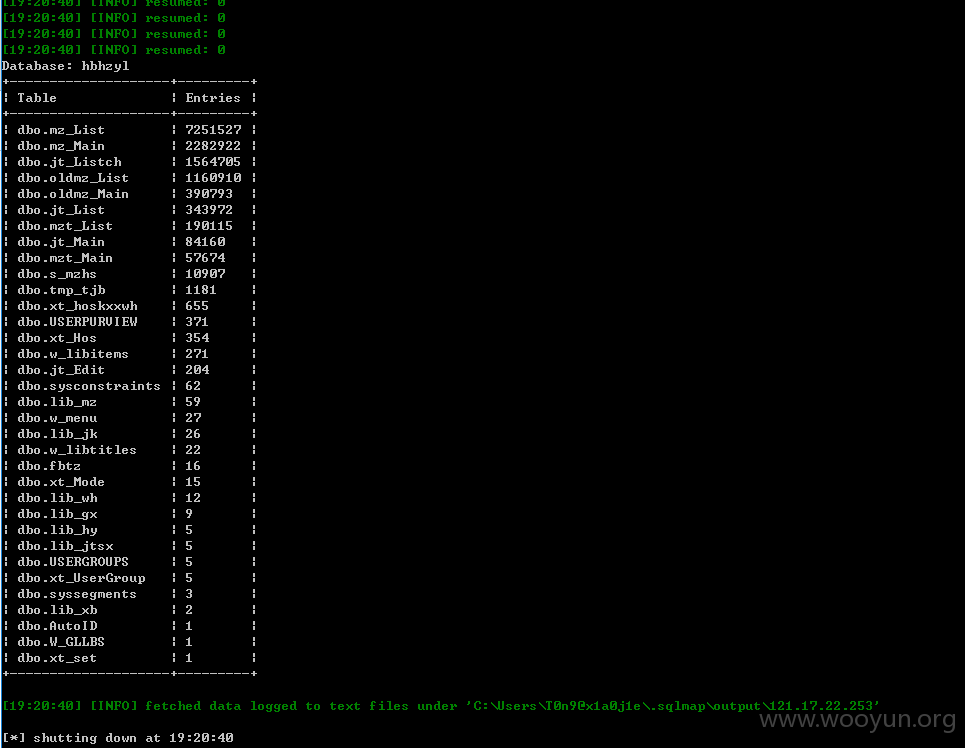 [19:20:40] [INFO] resumed: 0
[19:20:40] [INFO] resumed: 0
[19:20:40] [INFO] resumed: 0
[19:20:40] [INFO] resumed: 0
Database: hbhzyl
+--------------------+---------+
| Table | Entries |
+--------------------+---------+
| dbo.mz_List | 7251527 |
| dbo.mz_Main | 2282922 |
| dbo.jt_Listch | 1564705 |
| dbo.oldmz_List | 1160910 |
| dbo.oldmz_Main | 390793 |
| dbo.jt_List | 343972 |
| dbo.mzt_List | 190115 |
| dbo.jt_Main | 84160 |
| dbo.mzt_Main | 57674 |
| dbo.s_mzhs | 10907 |
| dbo.tmp_tjb | 1181 |
| dbo.xt_hoskxxwh | 655 |
| dbo.USERPURVIEW | 371 |
| dbo.xt_Hos | 354 |
| dbo.w_libitems | 271 |
| dbo.jt_Edit | 204 |
| dbo.sysconstraints | 62 |
| dbo.lib_mz | 59 |
| dbo.w_menu | 27 |
| dbo.lib_jk | 26 |
| dbo.w_libtitles | 22 |
| dbo.fbtz | 16 |
| dbo.xt_Mode | 15 |
| dbo.lib_wh | 12 |
| dbo.lib_gx | 9 |
| dbo.lib_hy | 5 |
| dbo.lib_jtsx | 5 |
| dbo.USERGROUPS | 5 |
| dbo.xt_UserGroup | 5 |
| dbo.syssegments | 3 |
| dbo.lib_xb | 2 |
| dbo.AutoID | 1 |
| dbo.W_GLLBS | 1 |
| dbo.xt_set | 1 |
+--------------------+---------+
[19:20:40] [INFO] fetched data logged to text files under 'C:\Users\T0n9@x1a0j1e\.sqlmap\output\121.17.22.253'
www.wooyun.org
[*] shutting down at 19:20:40